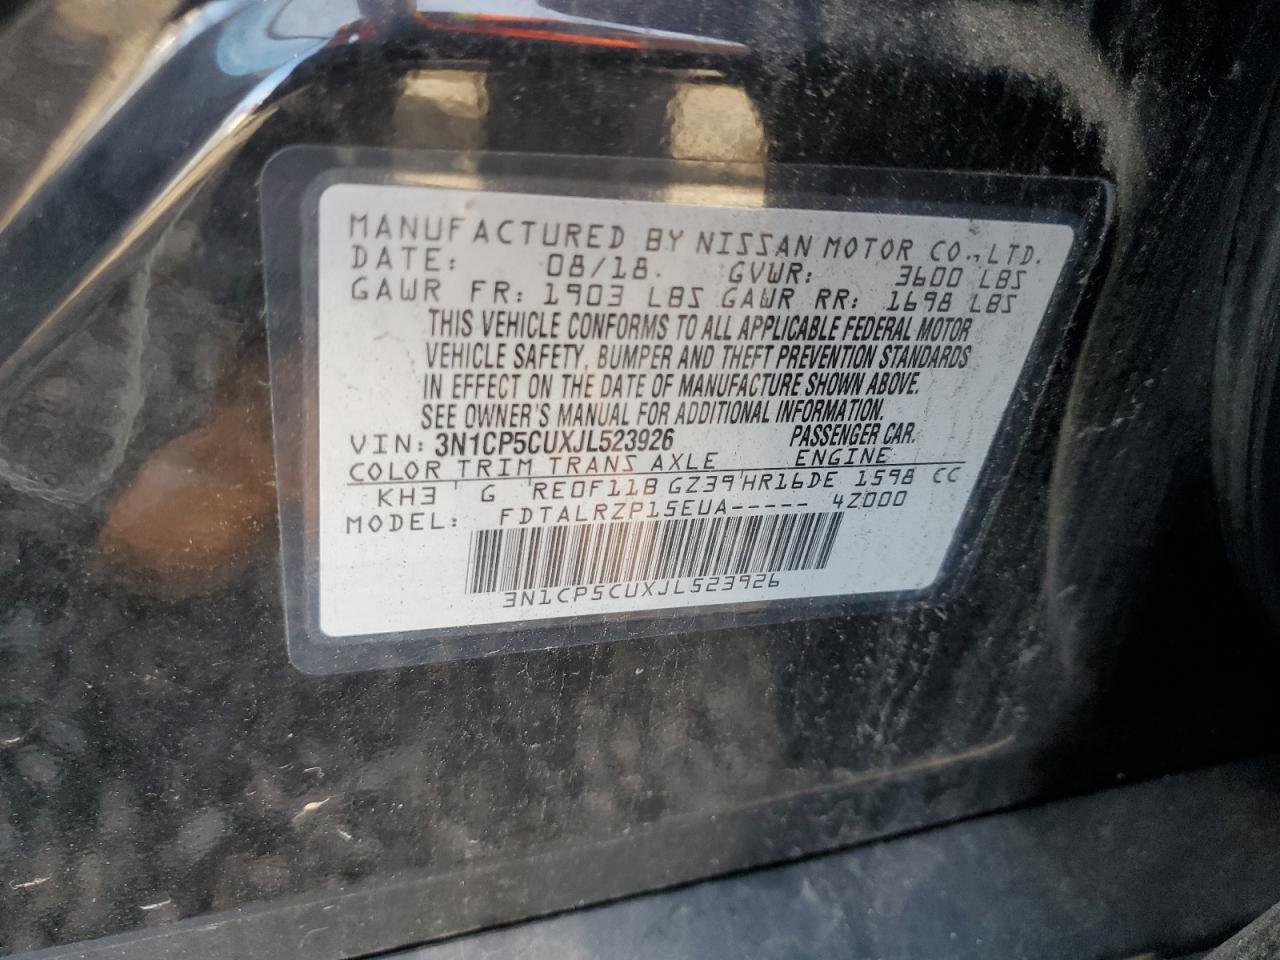 MANUFACTURED BY NISSAN MOTOR CO.,LTD.
DATE: 08/18. GVWR: 3600 LBS
GAWR FR: 1903 LBS GAWR RR: 1698 LBS
THIS VEHICLE CONFORMS TO ALL APPLICABLE FEDERAL MOTOR
VEHICLE SAFETY, BUMPER AND THEFT PREVENTION STANDARDS
IN EFFECT ON THE DATE OF MANUFACTURE SHOWN ABOVE.
SEE OWNER'S MANUAL FOR ADDITIONAL INFORMATION.
VIN: 3N1CP5CUXJL523926 PASSENGER CAR.
COLOR TRIM TRANS AXLE ENGINE
KH3 G RE0F11B GZ39 HR16DE 1598 CC
MODEL: FDTALRZP15EUA----- 4Z000
3N1CP5CUXJL523926